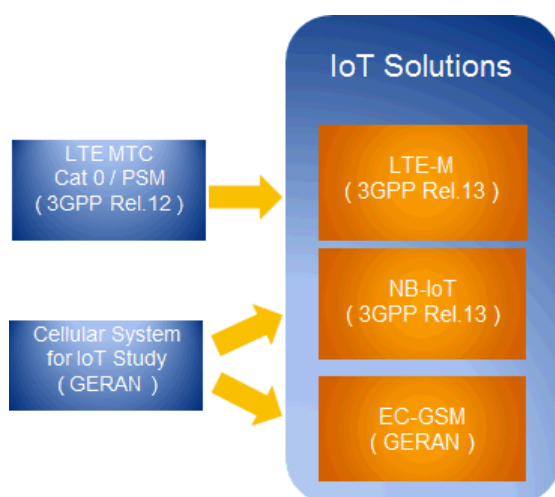 IoT Solutions
LTE MTC
Cat 0 / PSM
( 3GPP Rel.12 )
LTE-M
( 3GPP Rel.13 )
NB-IoT
( 3GPP Rel.13 )
Cellular System
for IoT Study
( GERAN )
EC-GSM
( GERAN )